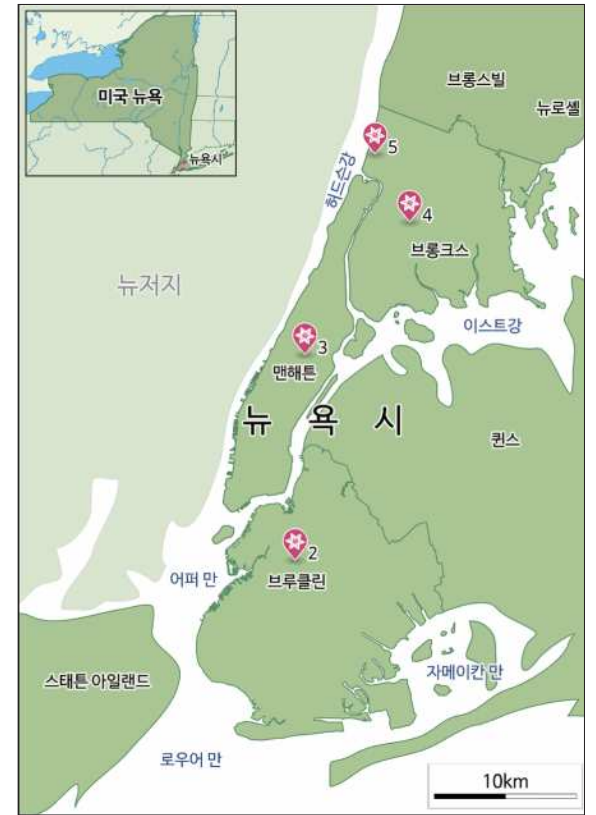 미국 뉴욕
뉴욕시
브롱스빌
뉴로셸
5
허드슨강
4
브롱크스
뉴저지
이스트강
3
맨해튼
뉴 욕 시
퀸스
2
브루클린
어퍼 만
스태튼 아일랜드
자메이칸 만
로우어 만
10km